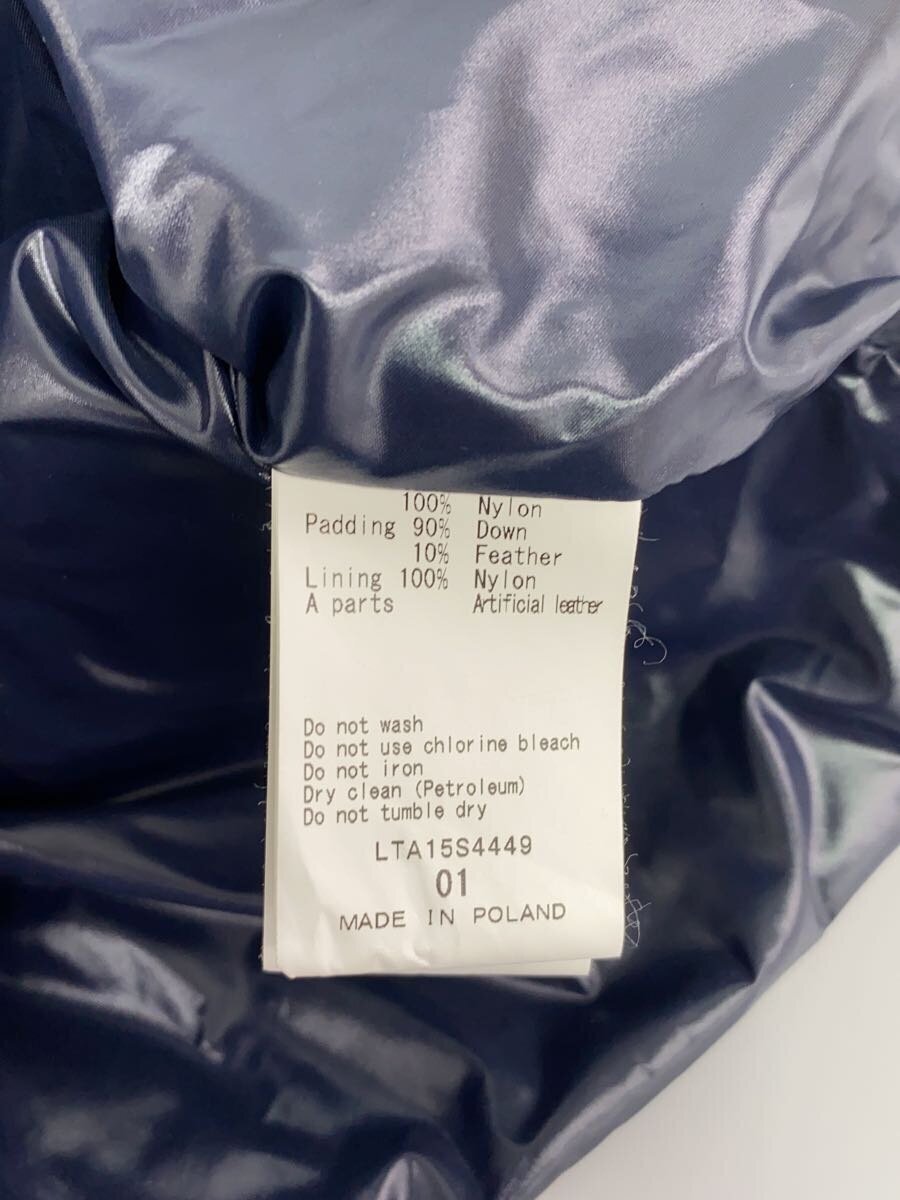 100% Nylon
Padding 90% Down
10% Feather
Lining 100% Nylon
A parts Artificial leather
Do not wash
Do not use chlorine bleach
Do not iron
Dry clean (Petroleum)
Do not tumble dry
LTA15S4449
01
MADE IN POLAND